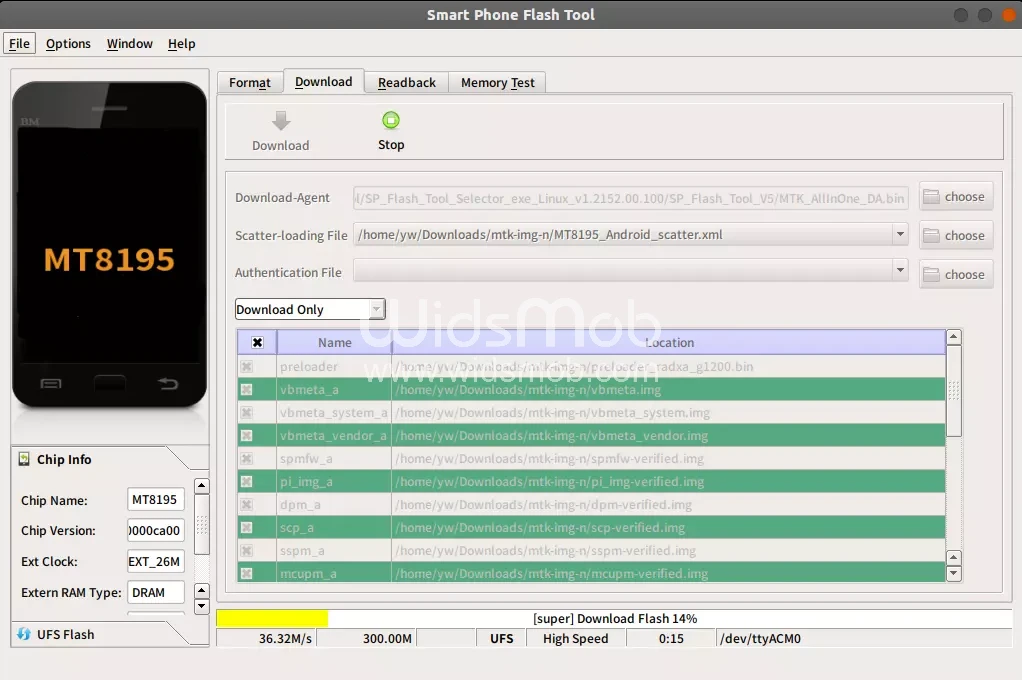 Smart Phone Flash Tool
File Options Window Help
BM
MT8195
Format Download Readback Memory Test
Download Stop
Download-Agent l/SP_Flash_Tool_Selector_exe_Linux_v1.2152.00.100/SP_Flash_Tool_V5/MTK_AllInOne_DA.bin choose
Scatter-loading File /home/yw/Downloads/mtk-img-n/MT8195_Android_scatter.xml choose
Authentication File choose
Download Only
WidsMob
www.widsmob.com
Name Location
preloader /home/yw/Downloads/mtk-img-n/preloader_radxa_g1200.bin
vbmeta_a /home/yw/Downloads/mtk-img-n/vbmeta.img
vbmeta_system_a /home/yw/Downloads/mtk-img-n/vbmeta_system.img
vbmeta_vendor_a /home/yw/Downloads/mtk-img-n/vbmeta_vendor.img
spmfw_a /home/yw/Downloads/mtk-img-n/spmfw-verified.img
pi_img_a /home/yw/Downloads/mtk-img-n/pi_img-verified.img
dpm_a /home/yw/Downloads/mtk-img-n/dpm-verified.img
scp_a /home/yw/Downloads/mtk-img-n/scp-verified.img
sspm_a /home/yw/Downloads/mtk-img-n/sspm-verified.img
mcupm_a /home/yw/Downloads/mtk-img-n/mcupm-verified.img
Chip Info
Chip Name: MT8195
Chip Version: 0000ca00
Ext Clock: EXT_26M
Extern RAM Type: DRAM
UFS Flash
[super] Download Flash 14%
36.32M/s 300.00M UFS High Speed 0:15 /dev/ttyACM0